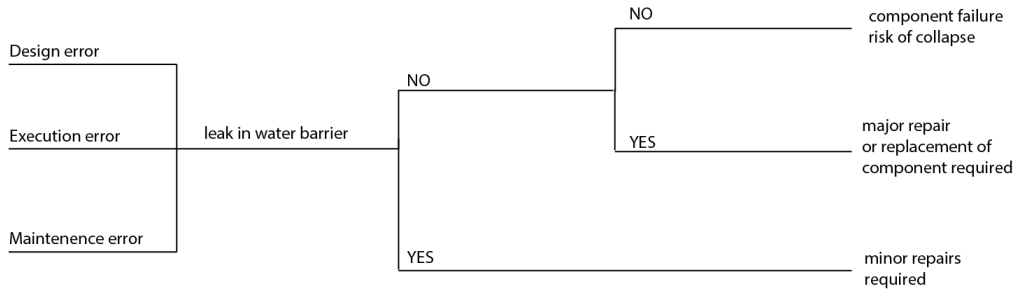 NO
component failure
risk of collapse
Design error
NO
Execution error
leak in water barrier
major repair
YES
or replacement of
component required
Maintenence error
YES
minor repairs
required